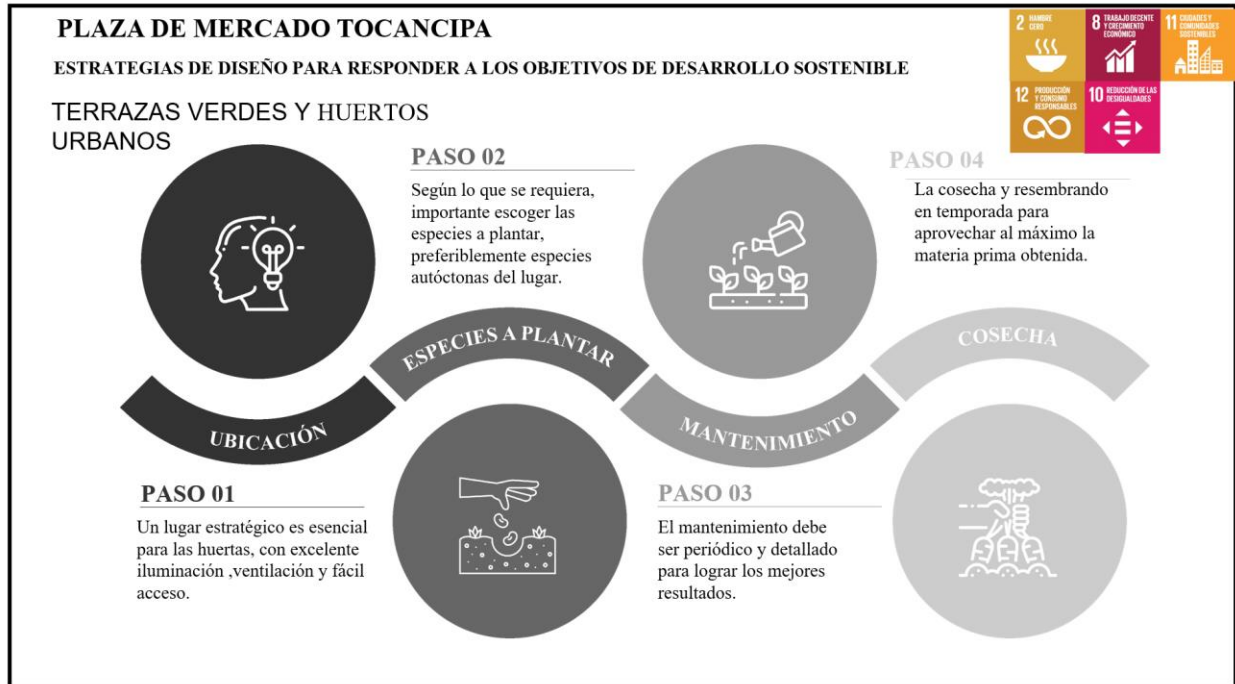 PLAZA DE MERCADO TOCANCIPA
ESTRATEGIAS DE DISEÑO PARA RESPONDER A LOS OBJETIVOS DE DESARROLLO SOSTENIBLE
TERRAZAS VERDES Y HUERTOS
URBANOS
2 HAMBRE
CERO
8 TRABAJO DECENTE
Y CRECIMIENTO
ECONÓMICO
11 CIUDADES Y
COMUNIDADES
SOSTENIBLES
12 PRODUCCIÓN
Y CONSUMO
RESPONSABLES
10 REDUCCIÓN DE LAS
DESIGUALDADES
UBICACIÓN
PASO 01
Un lugar estratégico es esencial
para las huertas, con excelente
iluminación ,ventilación y fácil
acceso.
PASO 02
Según lo que se requiera,
importante escoger las
especies a plantar,
preferiblemente especies
autóctonas del lugar.
ESPECIES A PLANTAR
MANTENIMIENTO
PASO 03
El mantenimiento debe
ser periódico y detallado
para lograr los mejores
resultados.
PASO 04
La cosecha y resembrando
en temporada para
aprovechar al máximo la
materia prima obtenida.
COSECHA